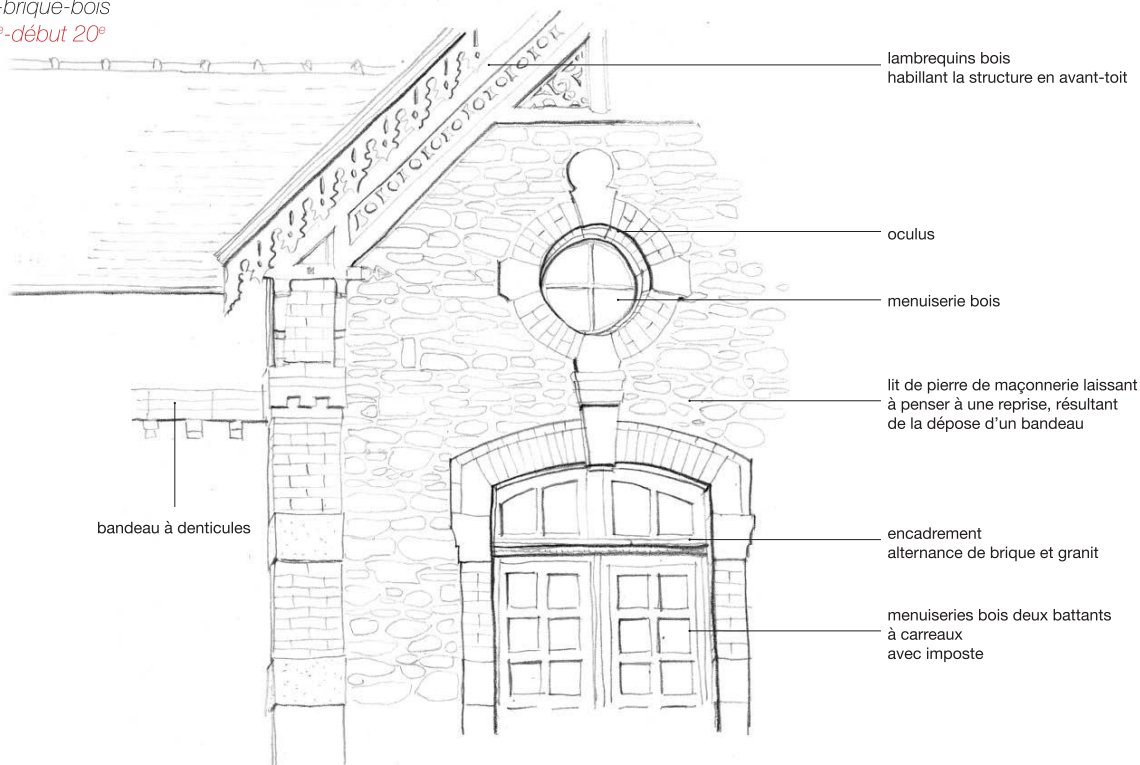 -brique-bois
e-début 20e
lambrequins bois
habillant la structure en avant-toit
oculus
menuiserie bois
lit de pierre de maçonnerie laissant
à penser à une reprise, résultant
de la dépose d’un bandeau
bandeau à denticules
encadrement
alternance de brique et granit
menuiseries bois deux battants
à carreaux
avec imposte